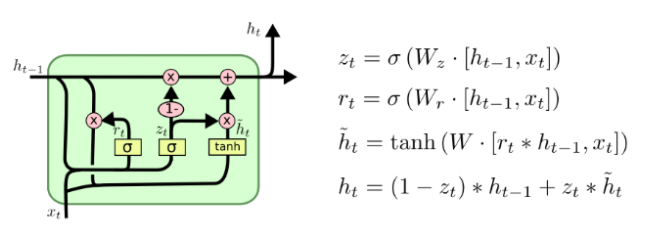 h_t
h_{t-1}
x
+
1-
x
r_t
z_t
x
h̃_t
σ
σ
tanh
x_t
z_t = σ (W_z · [h_{t-1}, x_t])
r_t = σ (W_r · [h_{t-1}, x_t])
h̃_t = tanh (W · [r_t * h_{t-1}, x_t])
h_t = (1 − z_t) * h_{t-1} + z_t * h̃_t